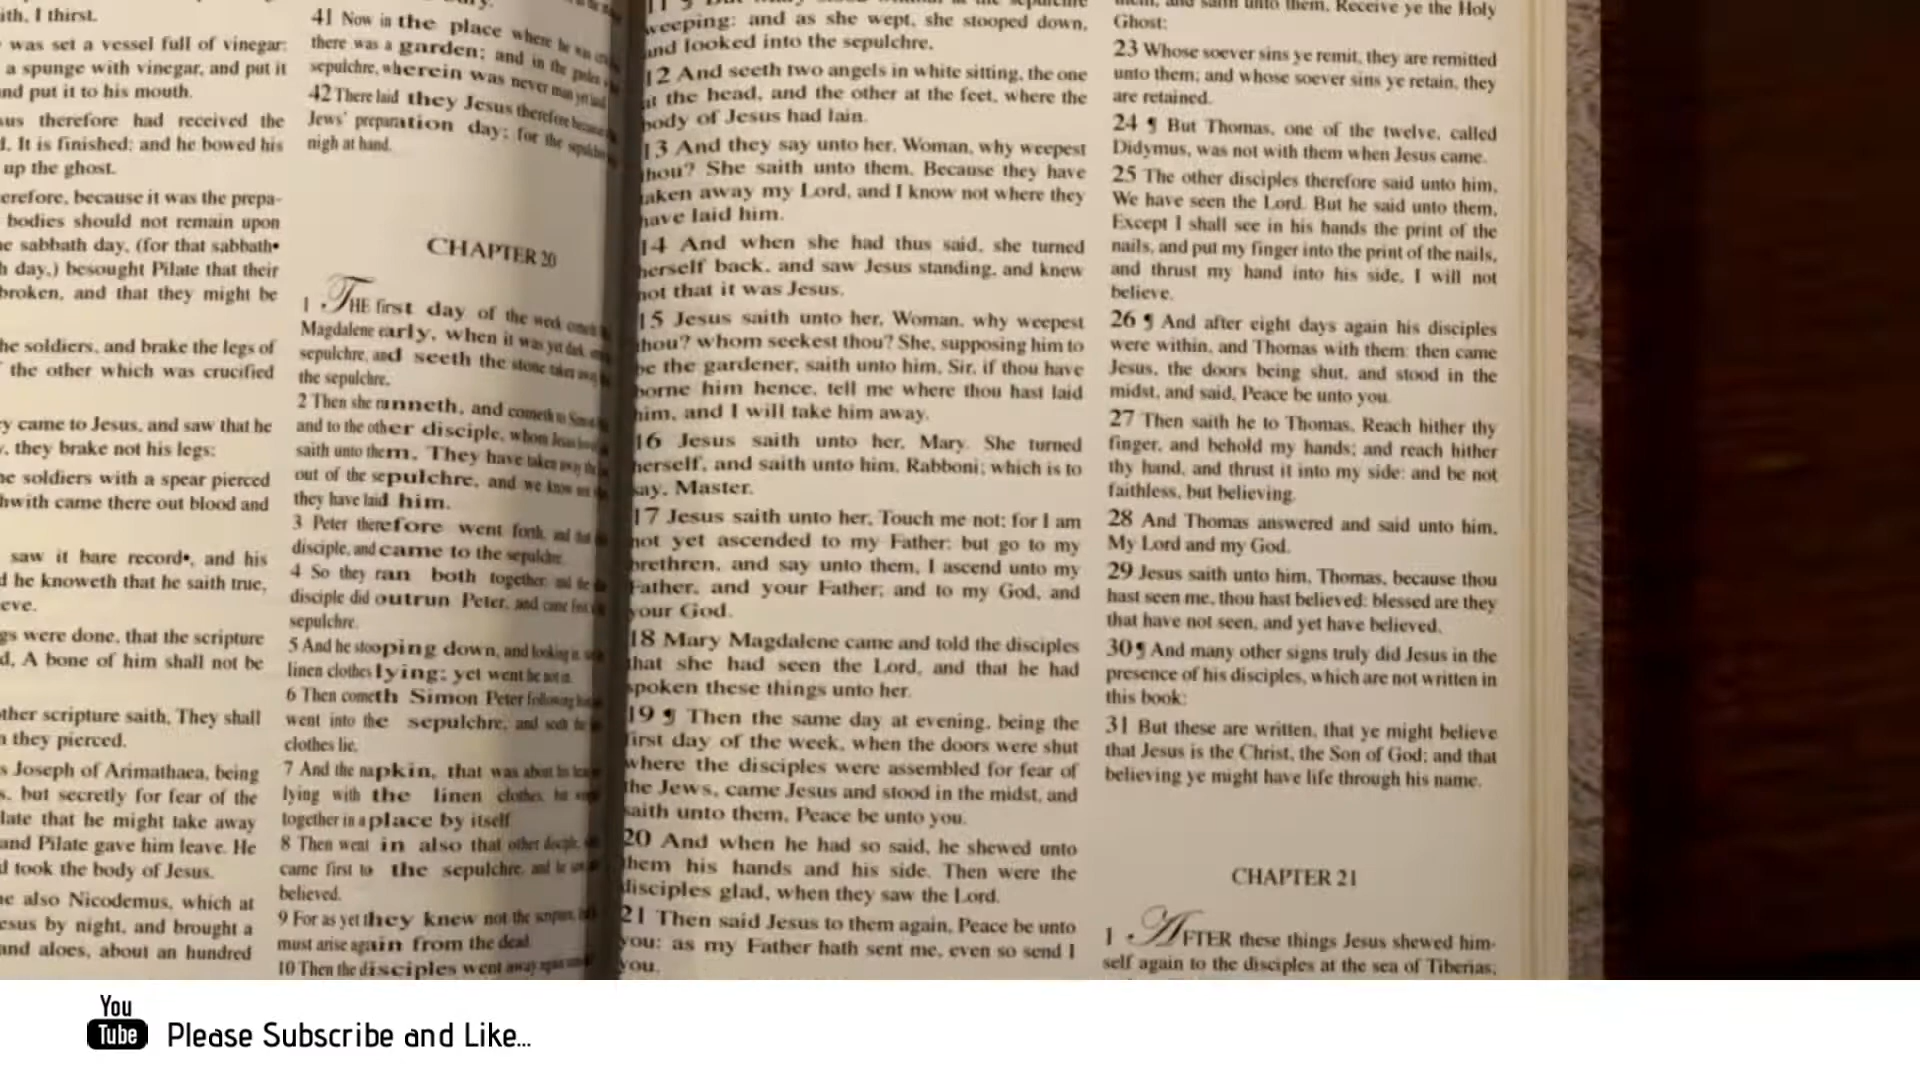 ith, I thirst.
was set a vessel full of vinegar:
a spunge with vinegar, and put it
nd put it to his mouth.
us therefore had received the
It is finished: and he bowed his
up the ghost.
erefore, because it was the prepa-
bodies should not remain upon
e sabbath day, (for that sabbath•
h day,) besought Pilate that their
broken, and that they might be
he soldiers, and brake the legs of
the other which was crucified
y came to Jesus, and saw that he
, they brake not his legs:
he soldiers with a spear pierced
hwith came there out blood and
saw it bare record•, and his
d he knoweth that he saith true,
eve.
gs were done, that the scripture
d, A bone of him shall not be
ther scripture saith, They shall
they pierced.
s Joseph of Arimathaea, being
s, but secretly for fear of the
late that he might take away
and Pilate gave him leave. He
d took the body of Jesus.
e also Nicodemus, which at
esus by night, and brought a
and aloes, about an hundred
41 Now in the place where he was
there was a garden; and in the
sepulchre, wherein was never man yet laid
42 There laid they Jesus therefore because
Jews' preparation day; for the
nigh at hand.
CHAPTER 20
1 •THE first day of the week cometh
Magdalene early, when it was yet dark,
sepulchre, and seeth the stone taken away
the sepulchre.
2 Then she runneth, and cometh to
and to the other disciple, whom Jesus
saith unto them, They have taken away
out of the sepulchre, and we know not
they have laid him.
3 Peter therefore went forth, and that
disciple, and came to the sepulchre.
4 So they ran both together: and the
disciple did outrun Peter, and came first
sepulchre.
5 And he stooping down, and looking in,
linen clothes lying; yet went he not in.
6 Then cometh Simon Peter following
went into the sepulchre, and seeth the
clothes lie,
7 And the napkin, that was about his
lying with the linen clothes, but
together in a place by itself.
8 Then went in also that other disciple,
came first to the sepulchre, and he
believed.
9 For as yet they knew not the scripture,
must arise again from the dead.
10 Then the disciples went away again
weeping: and as she wept, she stooped down,
and looked into the sepulchre,
12 And seeth two angels in white sitting, the one
at the head, and the other at the feet, where the
body of Jesus had lain.
13 And they say unto her, Woman, why weepest
thou? She saith unto them, Because they have
taken away my Lord, and I know not where they
have laid him.
14 And when she had thus said, she turned
herself back, and saw Jesus standing, and knew
not that it was Jesus.
15 Jesus saith unto her, Woman, why weepest
thou? whom seekest thou? She, supposing him to
be the gardener, saith unto him, Sir, if thou have
borne him hence, tell me where thou hast laid
him, and I will take him away.
16 Jesus saith unto her, Mary. She turned
herself, and saith unto him, Rabboni; which is to
say, Master.
17 Jesus saith unto her, Touch me not; for I am
not yet ascended to my Father: but go to my
brethren, and say unto them, I ascend unto my
Father, and your Father; and to my God, and
your God.
18 Mary Magdalene came and told the disciples
that she had seen the Lord, and that he had
spoken these things unto her.
19 ¶ Then the same day at evening, being the
first day of the week, when the doors were shut
where the disciples were assembled for fear of
the Jews, came Jesus and stood in the midst, and
saith unto them, Peace be unto you.
20 And when he had so said, he shewed unto
them his hands and his side. Then were the
disciples glad, when they saw the Lord.
21 Then said Jesus to them again, Peace be unto
you: as my Father hath sent me, even so send I
you.
them, and saith unto them, Receive ye the Holy
Ghost:
23 Whose soever sins ye remit, they are remitted
unto them; and whose soever sins ye retain, they
are retained.
24 ¶ But Thomas, one of the twelve, called
Didymus, was not with them when Jesus came.
25 The other disciples therefore said unto him,
We have seen the Lord. But he said unto them,
Except I shall see in his hands the print of the
nails, and put my finger into the print of the nails,
and thrust my hand into his side, I will not
believe.
26 ¶ And after eight days again his disciples
were within, and Thomas with them: then came
Jesus, the doors being shut, and stood in the
midst, and said, Peace be unto you.
27 Then saith he to Thomas, Reach hither thy
finger, and behold my hands; and reach hither
thy hand, and thrust it into my side: and be not
faithless, but believing.
28 And Thomas answered and said unto him,
My Lord and my God.
29 Jesus saith unto him, Thomas, because thou
hast seen me, thou hast believed: blessed are they
that have not seen, and yet have believed.
30 ¶ And many other signs truly did Jesus in the
presence of his disciples, which are not written in
this book:
31 But these are written, that ye might believe
that Jesus is the Christ, the Son of God; and that
believing ye might have life through his name.
CHAPTER 21
1 •AFTER these things Jesus shewed him-
self again to the disciples at the sea of Tiberias;
You
Tube
Please Subscribe and Like...